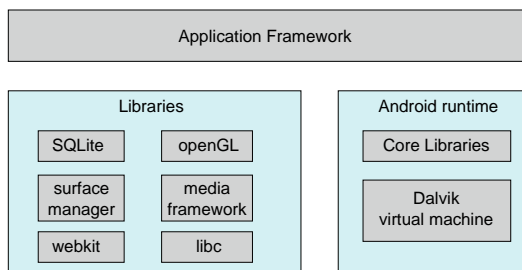 Application Framework
Libraries
SQLite
openGL
surface
manager
media
framework
webkit
libc
Android runtime
Core Libraries
Dalvik
virtual machine